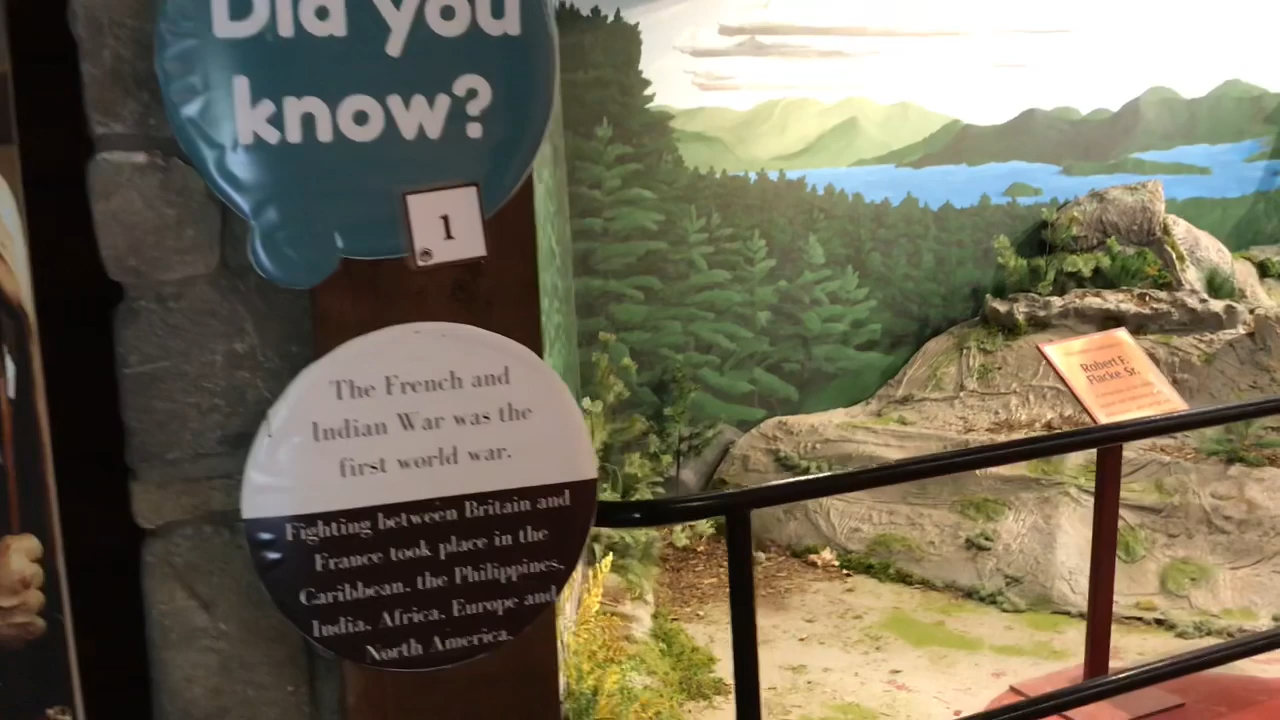 Did you
know?
1
The French and
Indian War was the
first world war.
Fighting between Britain and
France took place in the
Caribbean, the Philippines,
India, Africa, Europe and
North America.
Robert F.
Flacke, Sr.